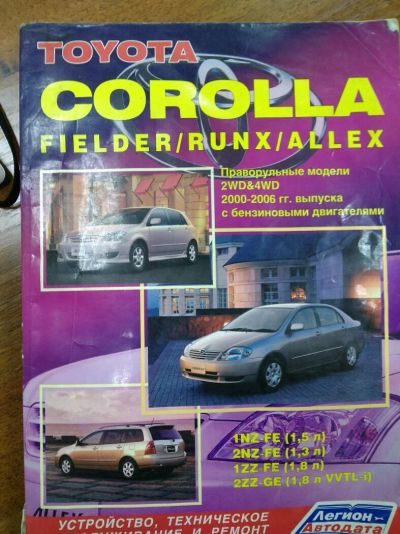 TOYOTA
COROLLA
FIELDER/RUNX/ALLEX
Праворульные модели
2WD&4WD
2000-2006 гг. выпуска
с бензиновыми двигателями
1NZ-FE (1,5 л)
2NZ-FE (1,3 л)
1ZZ-FE (1,8 л)
2ZZ-GE (1,8 л VVTL-i)
Легион-
Автодата
УСТРОЙСТВО, ТЕХНИЧЕСКОЕ
И РЕМОНТ